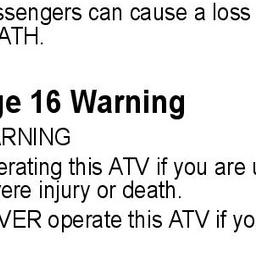 ssengers can cause a loss
ATH.
ge 16 Warning
ARNING
erating this ATV if you are
vere injury or death.
VER operate this ATV if yo